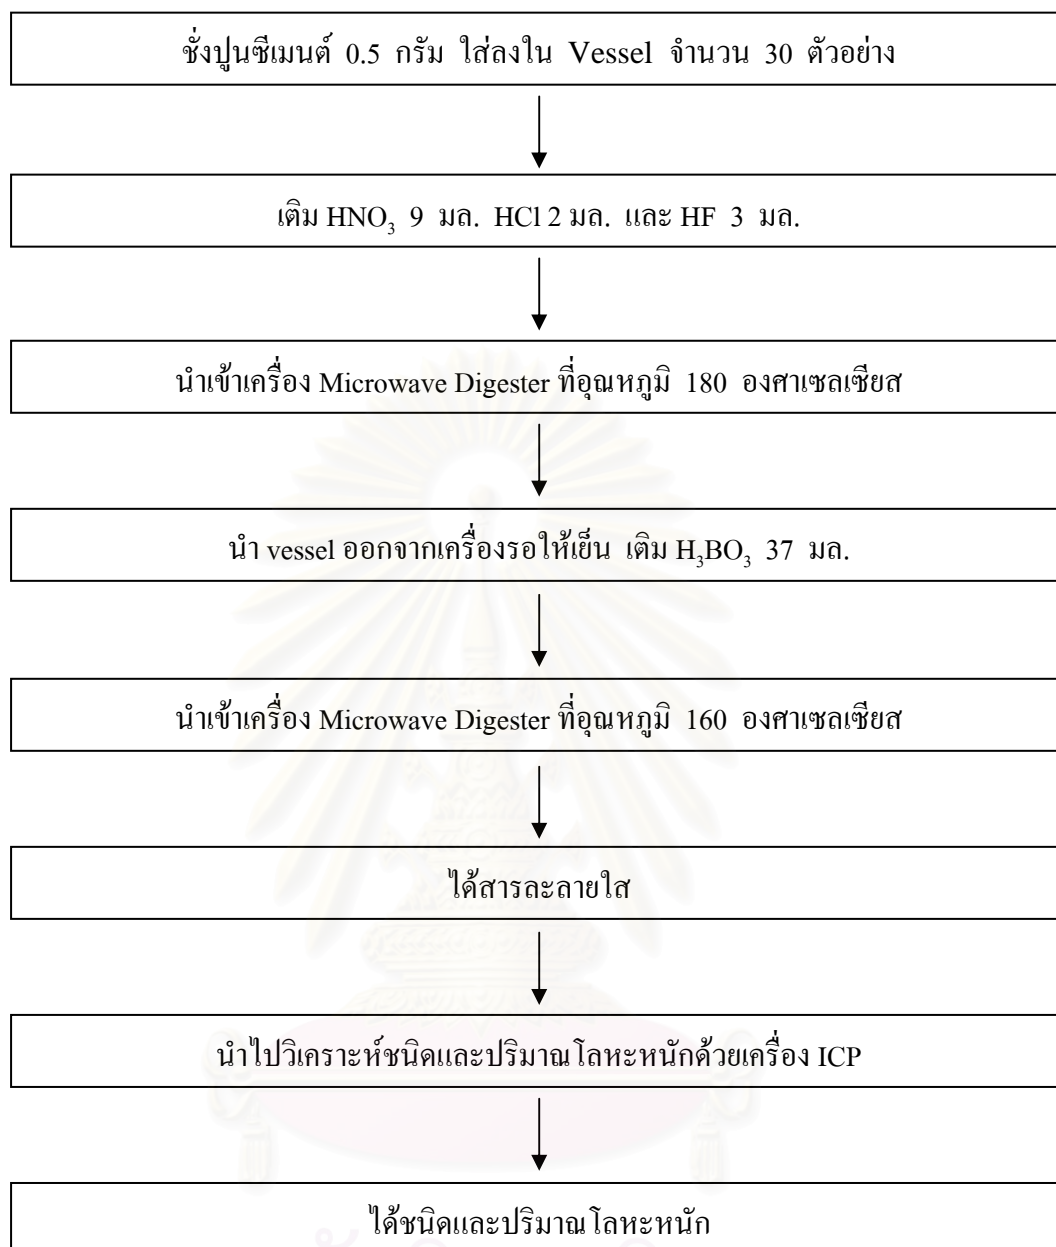 ชั่งปูนซีเมนต์ 0.5 กรัม ใส่ลงใน Vessel จำนวน 30 ตัวอย่าง
เติม HNO₃ 9 มล. HCl 2 มล. และ HF 3 มล.
นำเข้าเครื่อง Microwave Digester ที่อุณหภูมิ 180 องศาเซลเซียส
นำ vessel ออกจากเครื่องรอให้เย็น เติม H₃BO₃ 37 มล.
นำเข้าเครื่อง Microwave Digester ที่อุณหภูมิ 160 องศาเซลเซียส
ได้สารละลายใส
นำไปวิเคราะห์ชนิดและปริมาณโลหะหนักด้วยเครื่อง ICP
ได้ชนิดและปริมาณโลหะหนัก